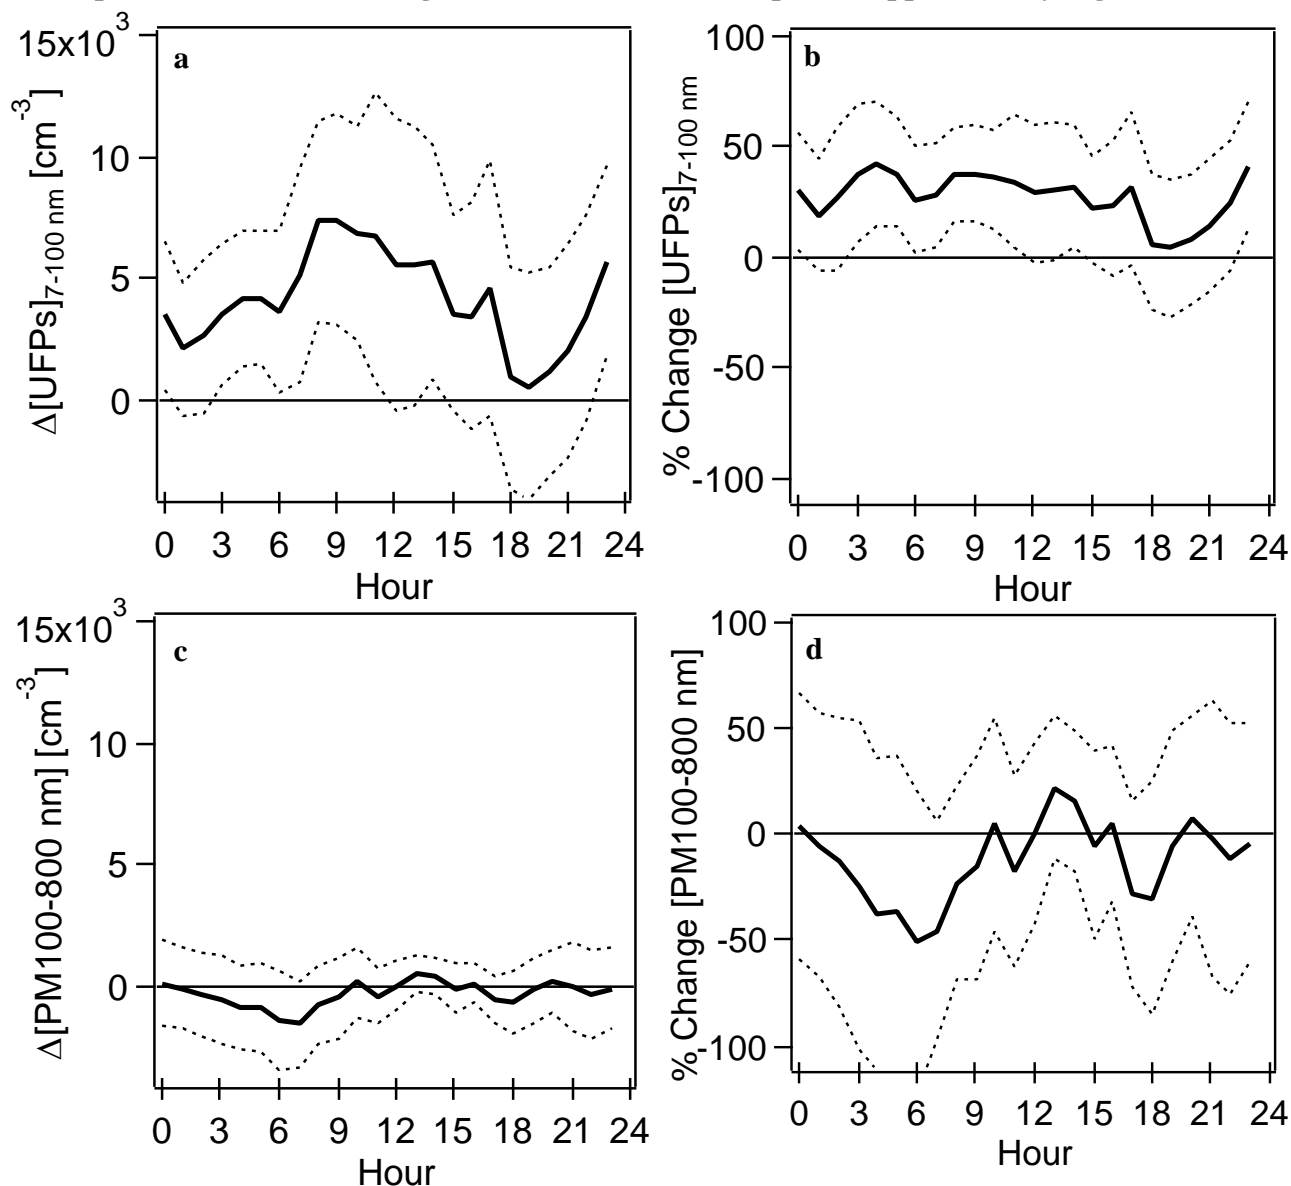 15x10³
a
10
5
0
Δ[UFPs]7-100 nm [cm⁻³]
0 3 6 9 12 15 18 21 24
Hour
100
b
50
0
-50
-100
% Change [UFPs]7-100 nm
0 3 6 9 12 15 18 21 24
Hour
15x10³
c
10
5
0
Δ[PM100-800 nm] [cm⁻³]
0 3 6 9 12 15 18 21 24
Hour
100
d
50
0
-50
-100
% Change [PM100-800 nm]
0 3 6 9 12 15 18 21 24
Hour